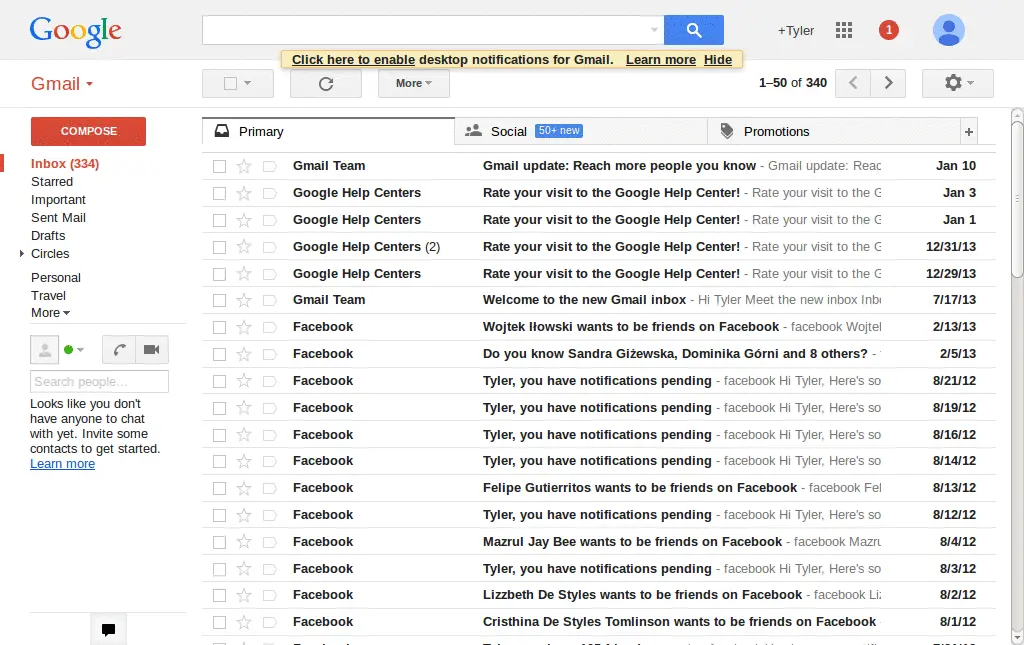 Google
+Tyler
1
Click here to enable desktop notifications for Gmail. Learn more Hide
Gmail
More
1–50 of 340
COMPOSE
Inbox (334)
Starred
Important
Sent Mail
Drafts
Circles
Personal
Travel
More
Search people...
Looks like you don't
have anyone to chat
with yet. Invite some
contacts to get started.
Learn more
Primary
Social 50+ new
Promotions
+
Gmail Team Gmail update: Reach more people you know - Gmail update: Reac Jan 10
Google Help Centers Rate your visit to the Google Help Center! - Rate your visit to the G Jan 3
Google Help Centers Rate your visit to the Google Help Center! - Rate your visit to the G Jan 1
Google Help Centers (2) Rate your visit to the Google Help Center! - Rate your visit to the G 12/31/13
Google Help Centers Rate your visit to the Google Help Center! - Rate your visit to the G 12/29/13
Gmail Team Welcome to the new Gmail inbox - Hi Tyler Meet the new inbox Inbo 7/17/13
Facebook Wojtek Iłowski wants to be friends on Facebook - facebook Wojtek 2/13/13
Facebook Do you know Sandra Giżewska, Dominika Górni and 8 others? - 2/5/13
Facebook Tyler, you have notifications pending - facebook Hi Tyler, Here's so 8/21/12
Facebook Tyler, you have notifications pending - facebook Hi Tyler, Here's so 8/19/12
Facebook Tyler, you have notifications pending - facebook Hi Tyler, Here's so 8/16/12
Facebook Tyler, you have notifications pending - facebook Hi Tyler, Here's so 8/14/12
Facebook Felipe Gutierritos wants to be friends on Facebook - facebook Fel 8/13/12
Facebook Tyler, you have notifications pending - facebook Hi Tyler, Here's so 8/12/12
Facebook Mazrul Jay Bee wants to be friends on Facebook - facebook Mazru 8/4/12
Facebook Tyler, you have notifications pending - facebook Hi Tyler, Here's so 8/3/12
Facebook Lizzbeth De Styles wants to be friends on Facebook - facebook Liz 8/2/12
Facebook Cristhina De Styles Tomlinson wants to be friends on Facebook 8/1/12